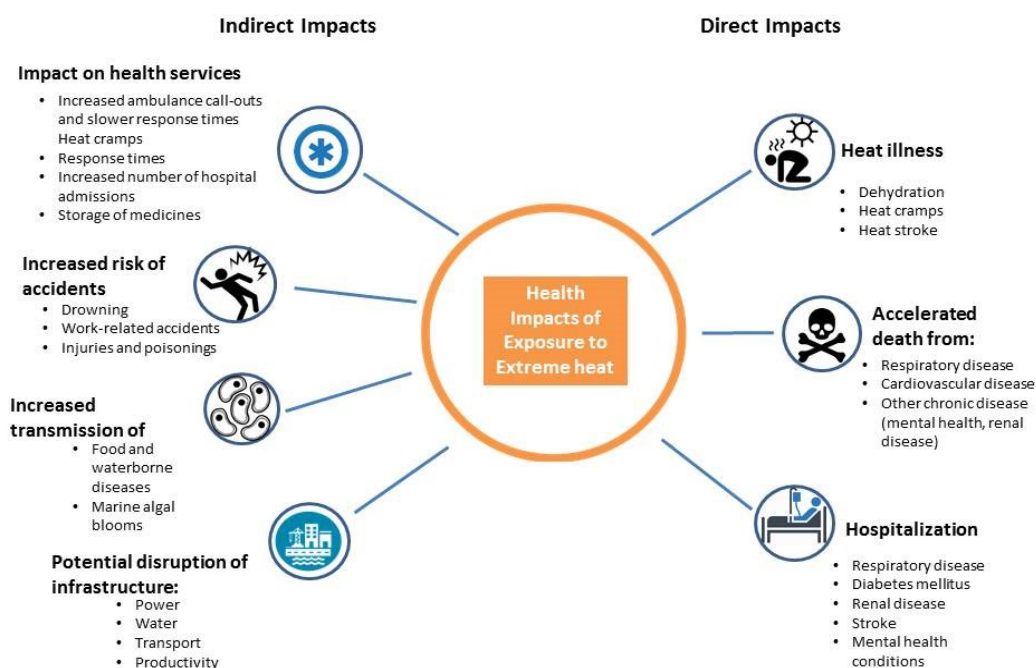 Indirect Impacts
Direct Impacts
Impact on health services
• Increased ambulance call-outs
and slower response times
Heat cramps
• Response times
• Increased number of hospital
admissions
• Storage of medicines
Increased risk of
accidents
• Drowning
• Work-related accidents
• Injuries and poisonings
Increased
transmission of
• Food and
waterborne
diseases
• Marine algal
blooms
Potential disruption of
infrastructure:
• Power
• Water
• Transport
• Productivity
Health
Impacts of
Exposure to
Extreme heat
Heat illness
• Dehydration
• Heat cramps
• Heat stroke
Accelerated
death from:
• Respiratory disease
• Cardiovascular disease
• Other chronic disease
(mental health, renal
disease)
Hospitalization
• Respiratory disease
• Diabetes mellitus
• Renal disease
• Stroke
• Mental health
conditions